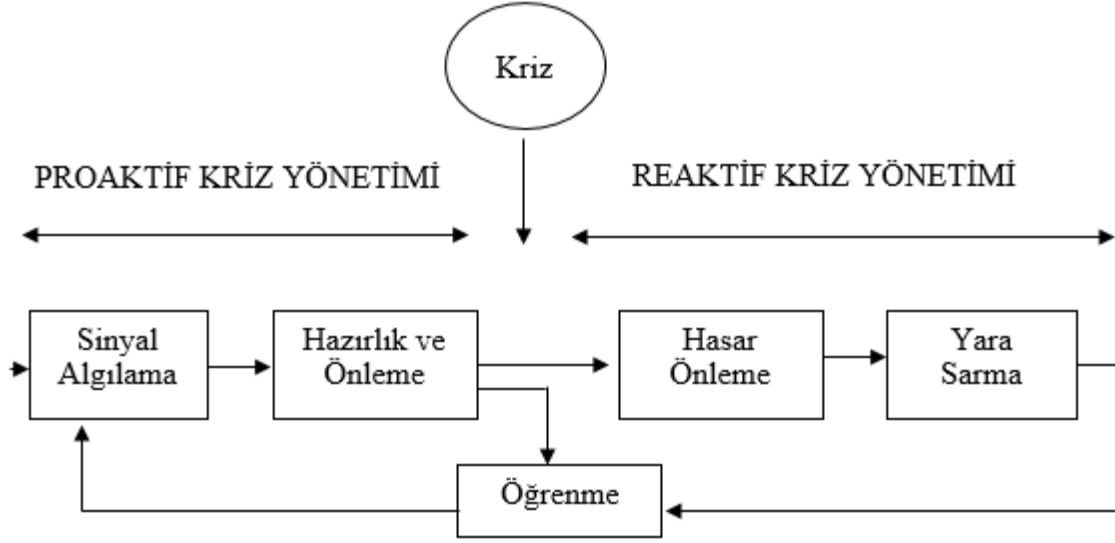 Kriz
PROAKTİF KRİZ YÖNETİMİ
REAKTİF KRİZ YÖNETİMİ
Sinyal
Algılama
Hazırlık ve
Önleme
Hasar
Önleme
Yara
Sarma
Öğrenme